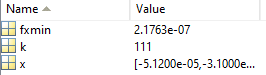 Name Value
fxmin 2.1763e-07
k 111
x [-5.1200e-05,-3.1000e...